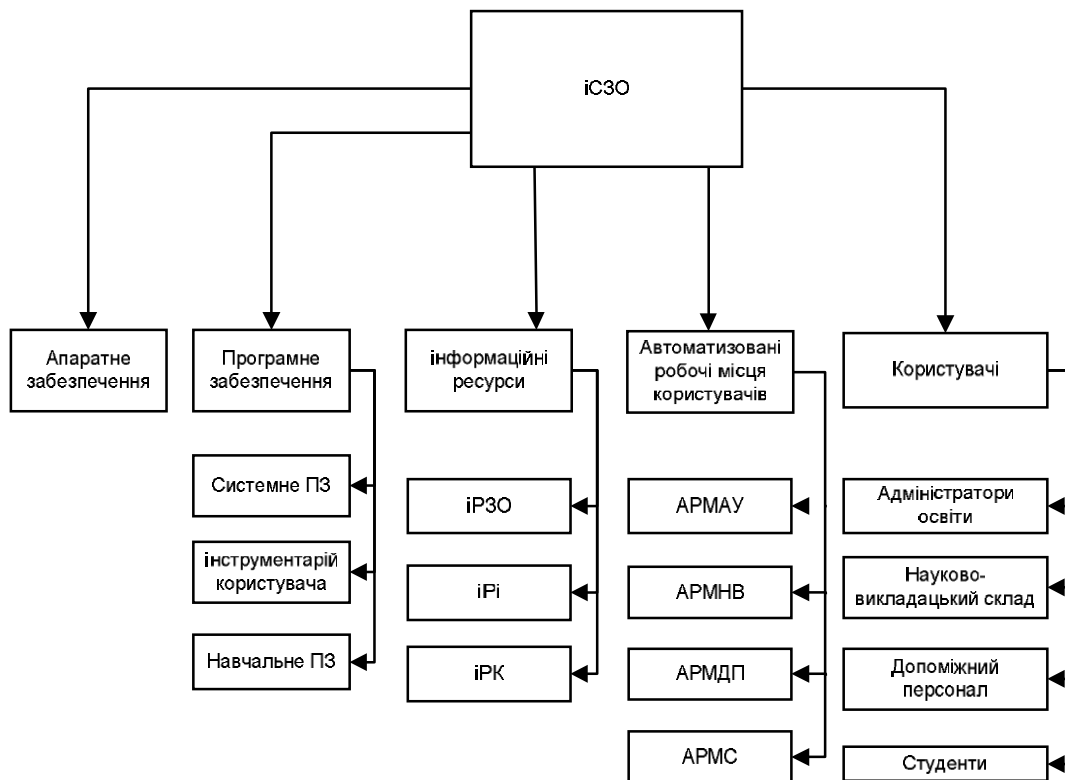 іСЗО
Апаратне
забезпечення
Програмне
забезпечення
Системне ПЗ
інструментарій
користувача
Навчальне ПЗ
інформаційні
ресурси
іРЗО
іРі
іРК
Автоматизовані
робочі місця
користувачів
АРМАУ
АРМНВ
АРМДП
АРМС
Користувачі
Адміністратори
освіти
Науково-
викладацький склад
Допоміжний
персонал
Студенти